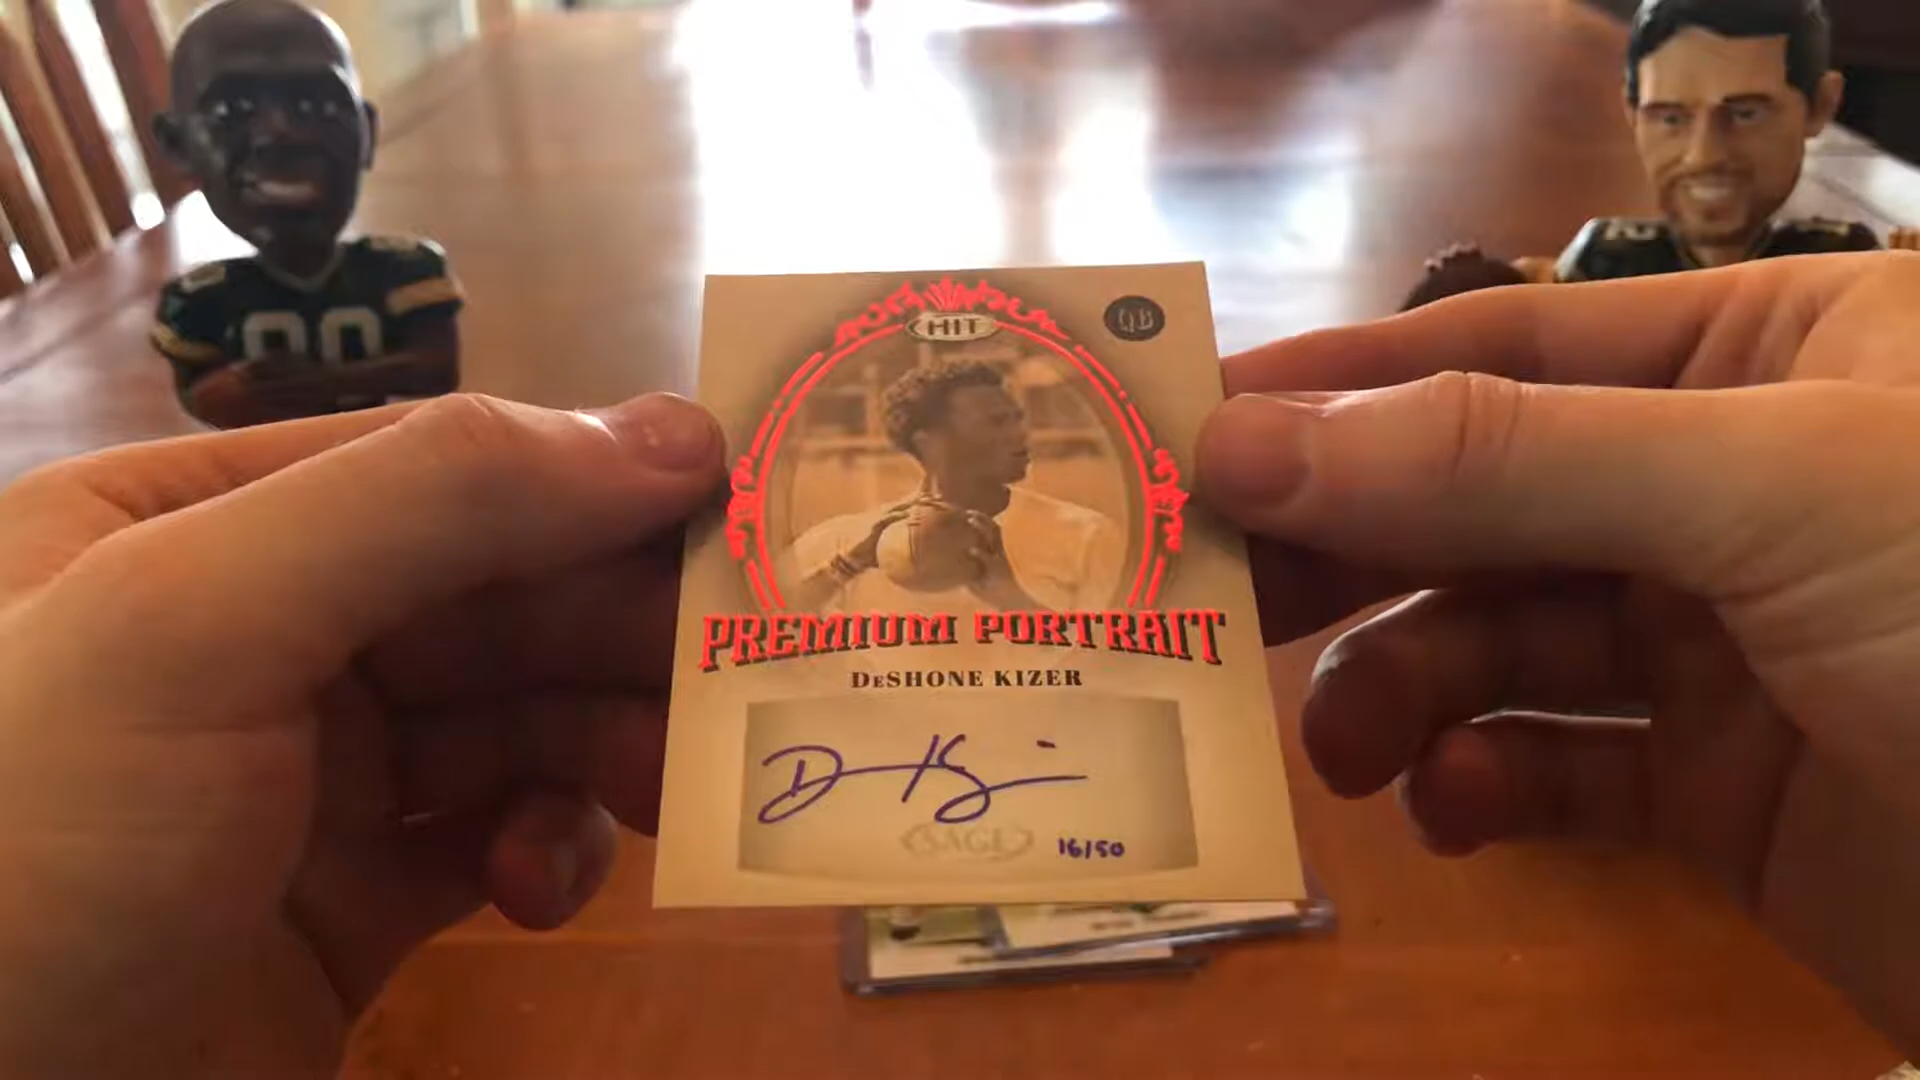 HIT
QB
PREMIUM PORTRAIT
DeSHONE KIZER
SAGE
16/50